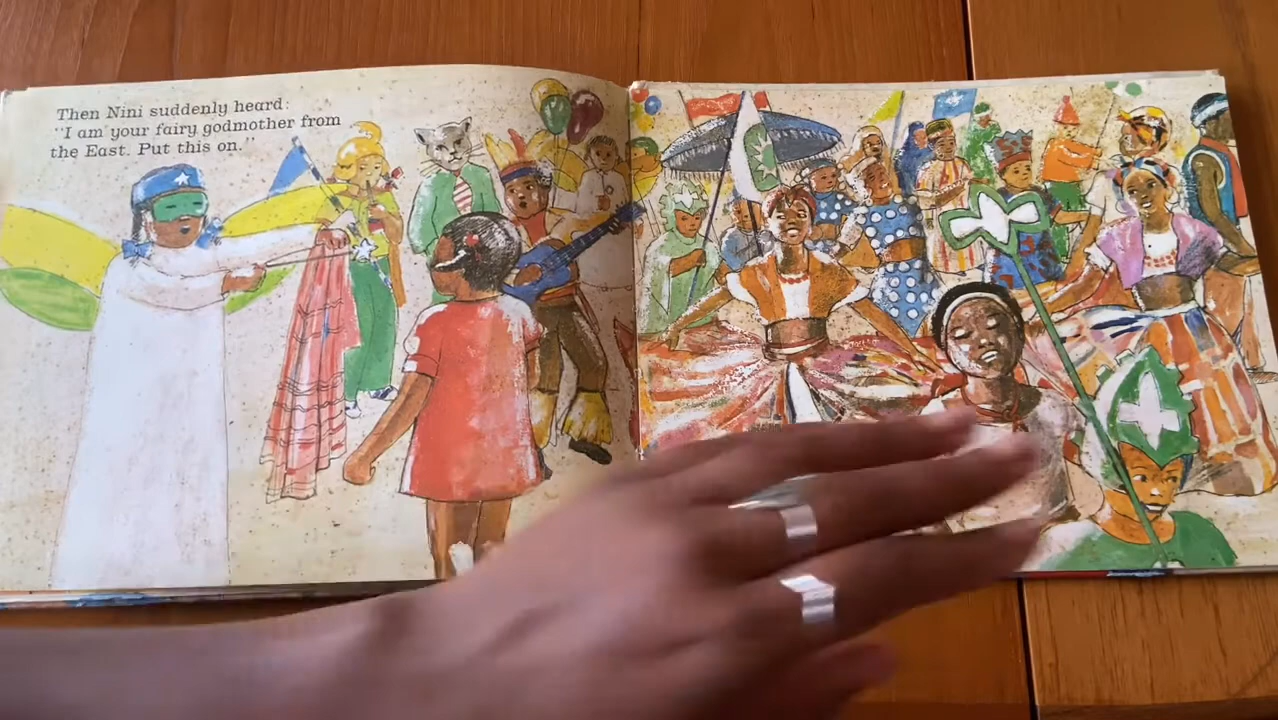 Then Nini suddenly heard:
"I am your fairy godmother from
the East. Put this on."